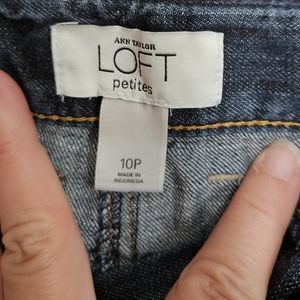 ANN TAYLOR
LOFT
petites
10P
MADE IN
INDONESIA